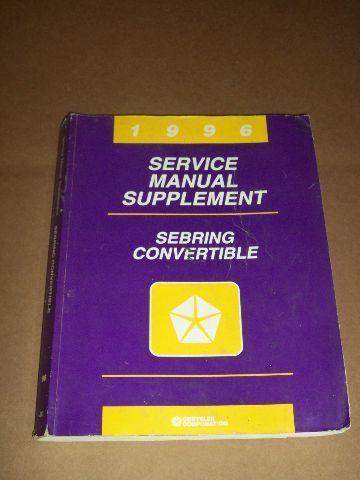 1 9 9 6
SERVICE
MANUAL
SUPPLEMENT
SEBRING
CONVERTIBLE
CHRYSLER
CORPORATION